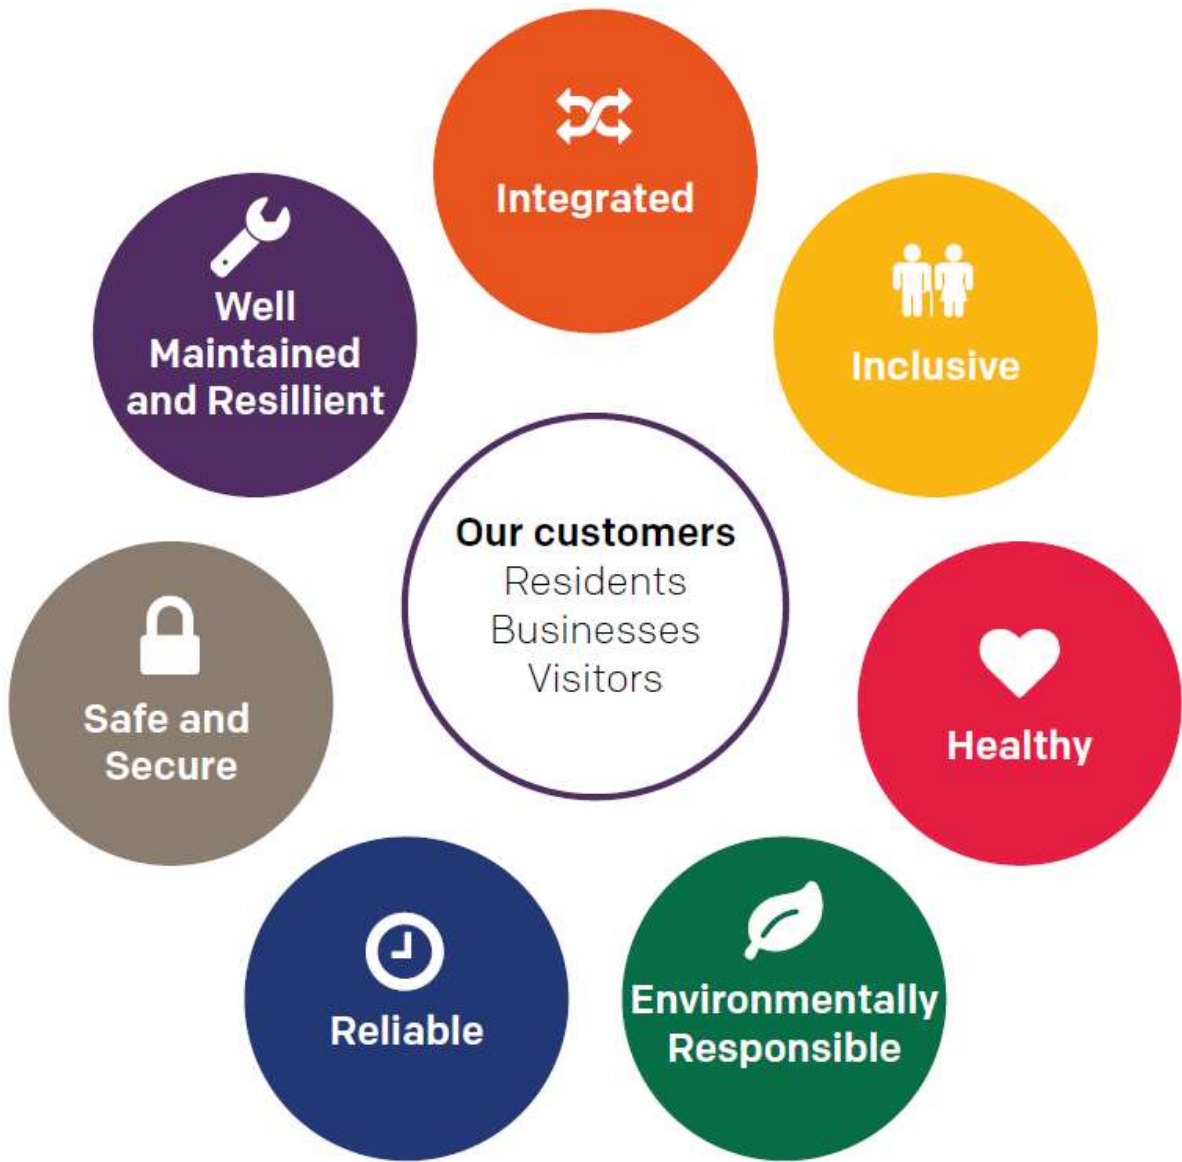 Integrated
Inclusive
Healthy
Environmentally
Responsible
Reliable
Safe and
Secure
Well
Maintained
and Resillient
Our customers
Residents
Businesses
Visitors